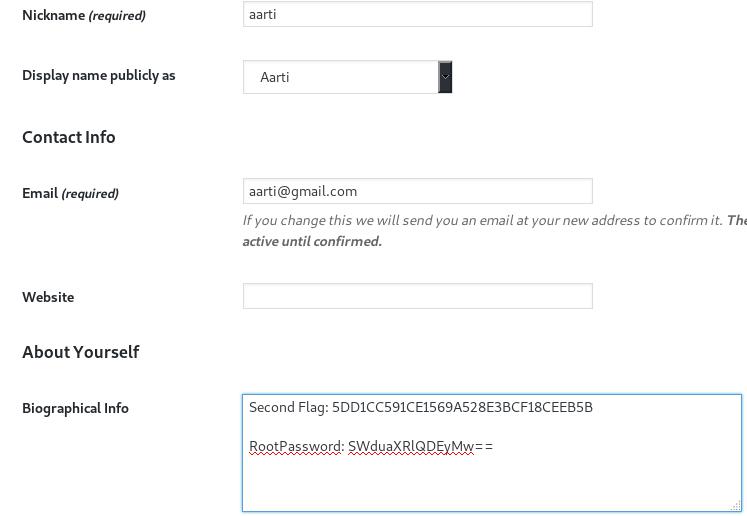 Nickname (required) aarti
Display name publicly as Aarti
Contact Info
Email (required) aarti@gmail.com
If you change this we will send you an email at your new address to confirm it. The
active until confirmed.
Website
About Yourself
Biographical Info
Second Flag: 5DD1CC591CE1569A528E3BCF18CEEB5B
RootPassword: SWduaXRlQDEyMw==